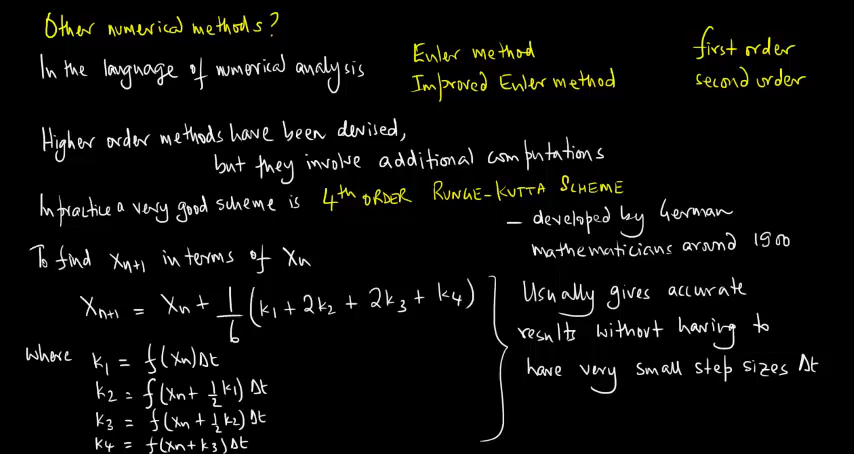 Other numerical methods?
In the language of numerical analysis
Euler method first order
Improved Euler method second order
Higher order methods have been devised,
but they involve additional computations
In practice a very good scheme is 4th ORDER RUNGE-KUTTA SCHEME
– developed by German
mathematicians around 1900
To find xn+1 in terms of xn
xn+1 = xn + 1/6 (k1 + 2k2 + 2k3 + k4)
where k1 = f(xn)Δt
k2 = f(xn + 1/2 k1) Δt
k3 = f(xn + 1/2 k2) Δt
k4 = f(xn + k3) Δt
Usually gives accurate
results without having to
have very small step sizes Δt